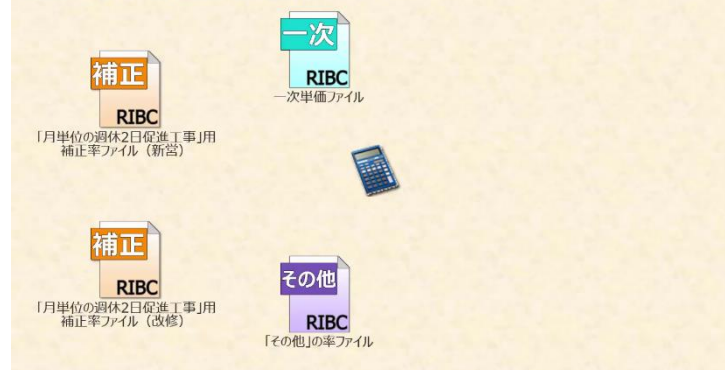 一次
RIBC
一次単価ファイル
補正
RIBC
「月単位の週休2日促進工事」用
補正率ファイル（新営）
補正
RIBC
「月単位の週休2日促進工事」用
補正率ファイル（改修）
その他
RIBC
「その他」の率ファイル